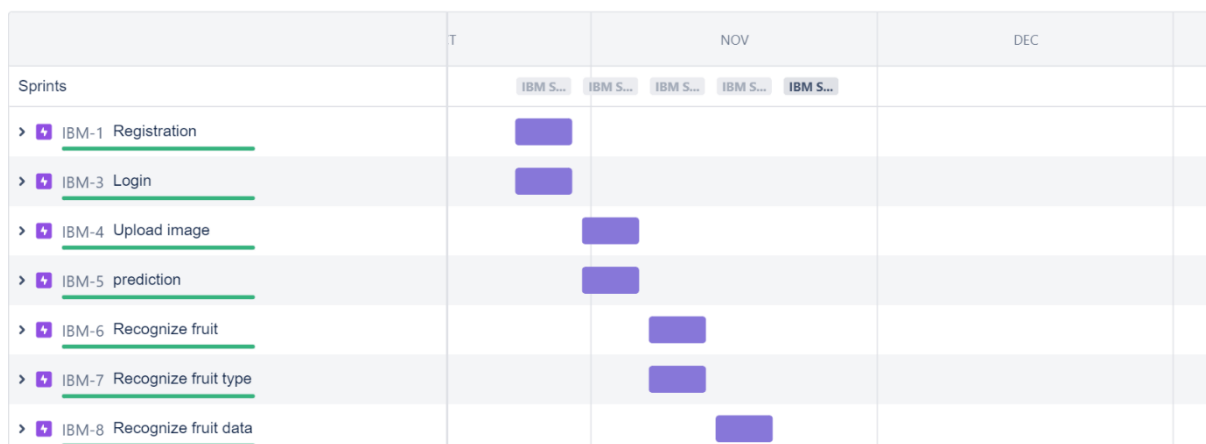 T NOV DEC
Sprints IBM S... IBM S... IBM S... IBM S... IBM S...
IBM-1 Registration
IBM-3 Login
IBM-4 Upload image
IBM-5 prediction
IBM-6 Recognize fruit
IBM-7 Recognize fruit type
IBM-8 Recognize fruit data